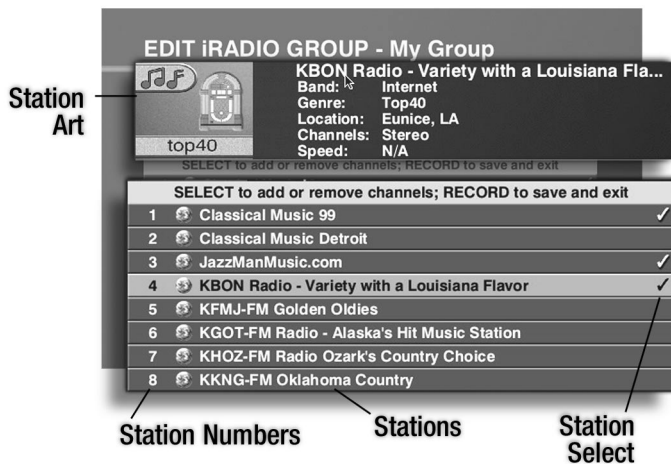 EDIT iRADIO GROUP - My Group
KBON Radio - Variety with a Louisiana Fla...
Band: Internet
Genre: Top40
Location: Eunice, LA
Channels: Stereo
Speed: N/A
top40
Station
Art
SELECT to add or remove channels; RECORD to save and exit
SELECT to add or remove channels; RECORD to save and exit
1 Classical Music 99 ✓
2 Classical Music Detroit
3 JazzManMusic.com ✓
4 KBON Radio - Variety with a Louisiana Flavor ✓
5 KFMJ-FM Golden Oldies
6 KGOT-FM Radio - Alaska's Hit Music Station
7 KHOZ-FM Radio Ozark's Country Choice
8 KKNG-FM Oklahoma Country
Station Numbers
Stations
Station
Select